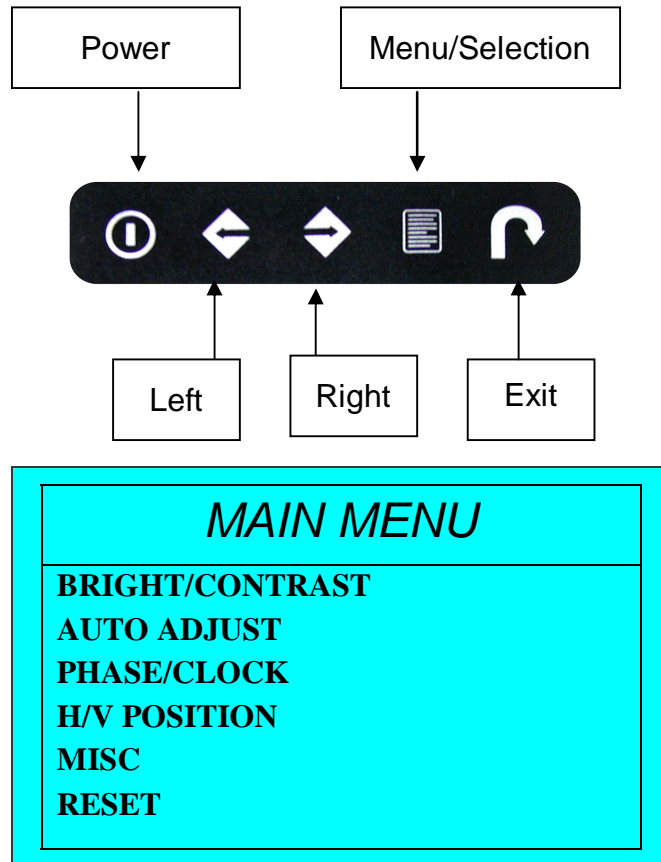 Power Menu/Selection
Left Right Exit
MAIN MENU
BRIGHT/CONTRAST
AUTO ADJUST
PHASE/CLOCK
H/V POSITION
MISC
RESET